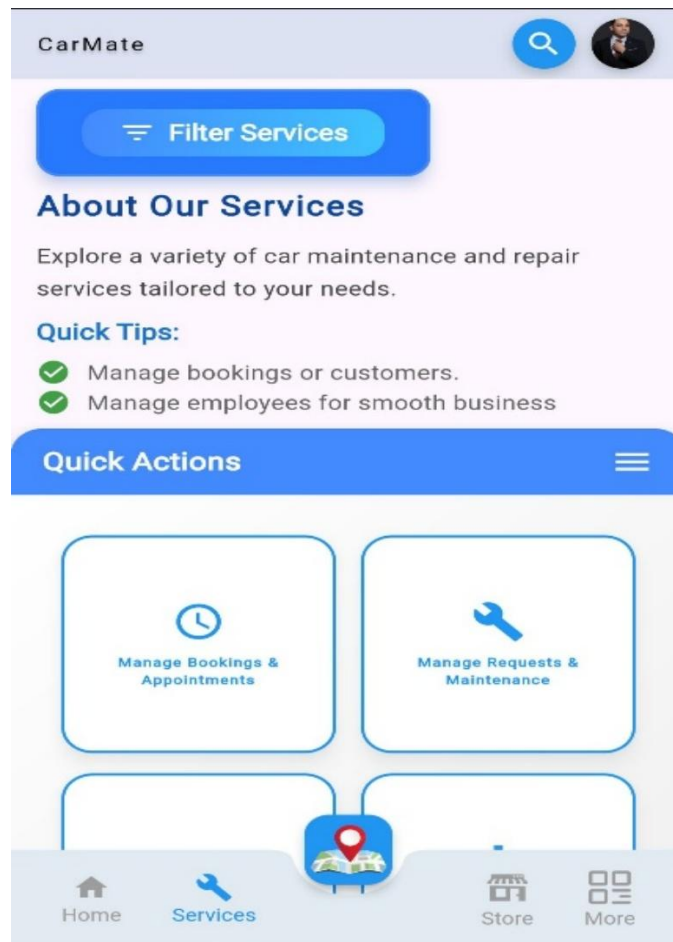 CarMate
Filter Services
About Our Services
Explore a variety of car maintenance and repair
services tailored to your needs.
Quick Tips:
Manage bookings or customers.
Manage employees for smooth business
Quick Actions
Manage Bookings &
Appointments
Manage Requests &
Maintenance
Home
Services
Store
More